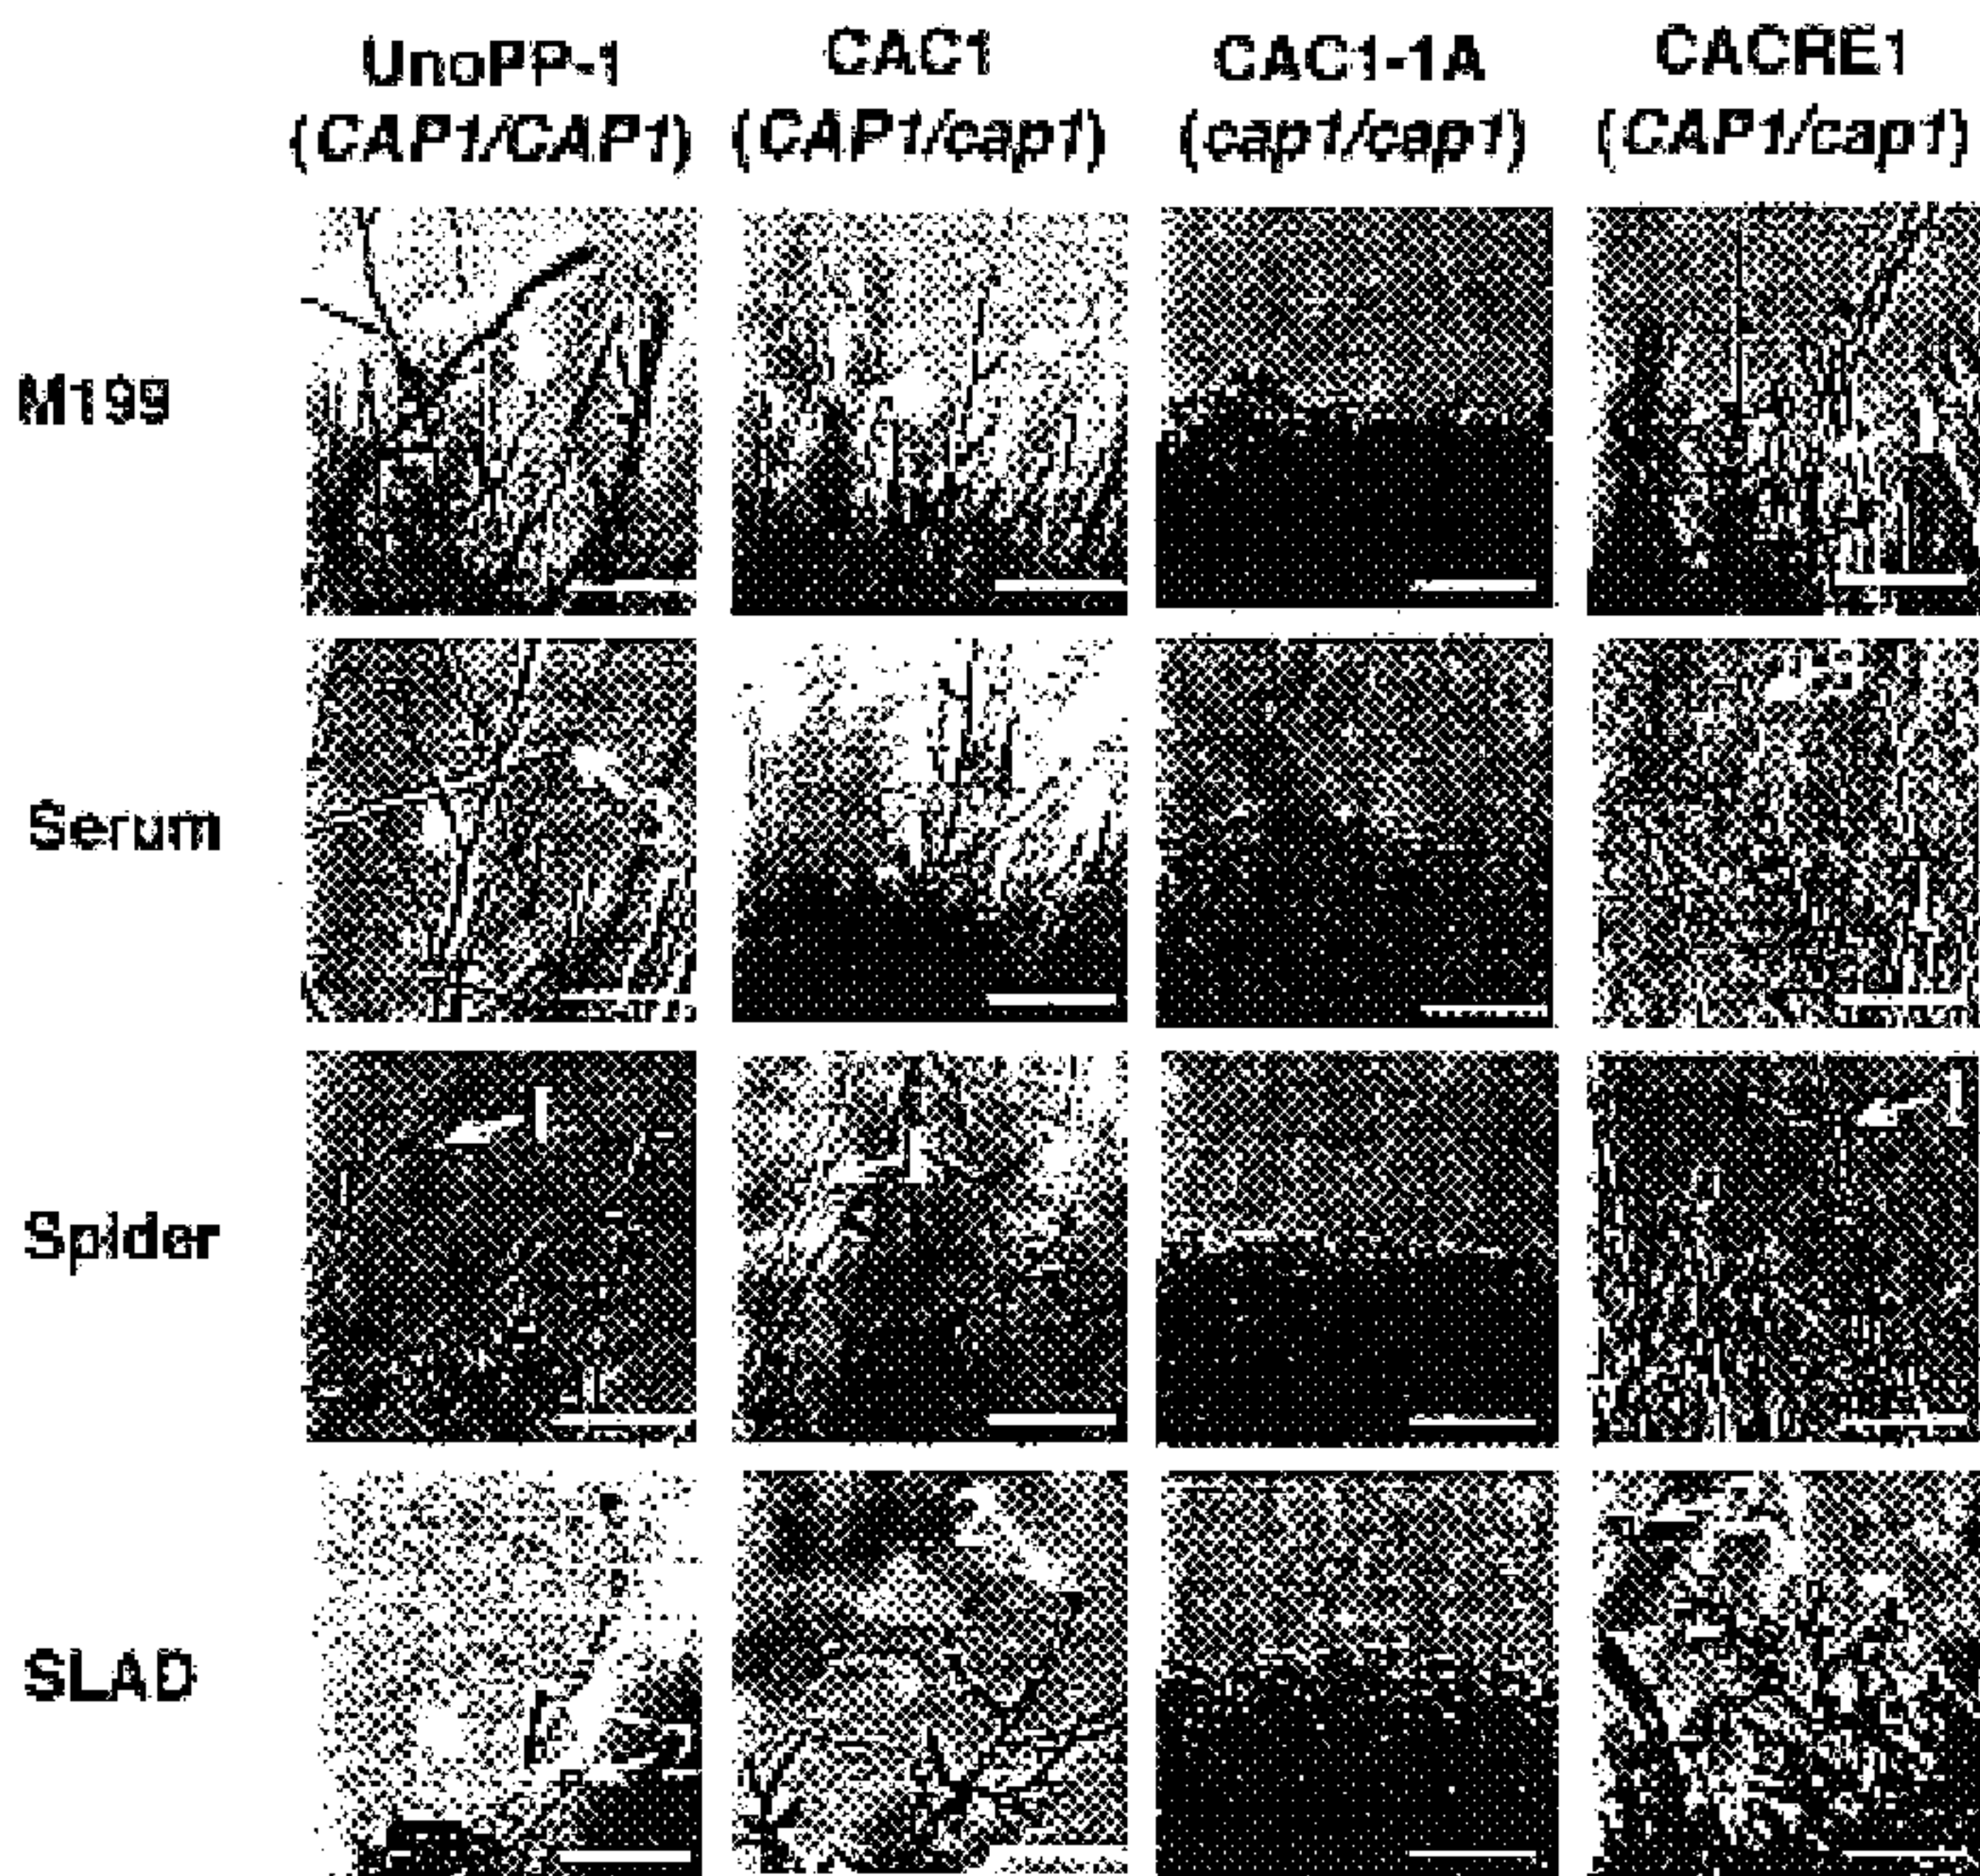 UnoPP-1 CAC1 CAC1-1A CACRE1
(CAP1/CAP1) (CAP1/cap1) (cap1/cap1) (CAP1/cap1)
M199
Serum
Spider
SLAD